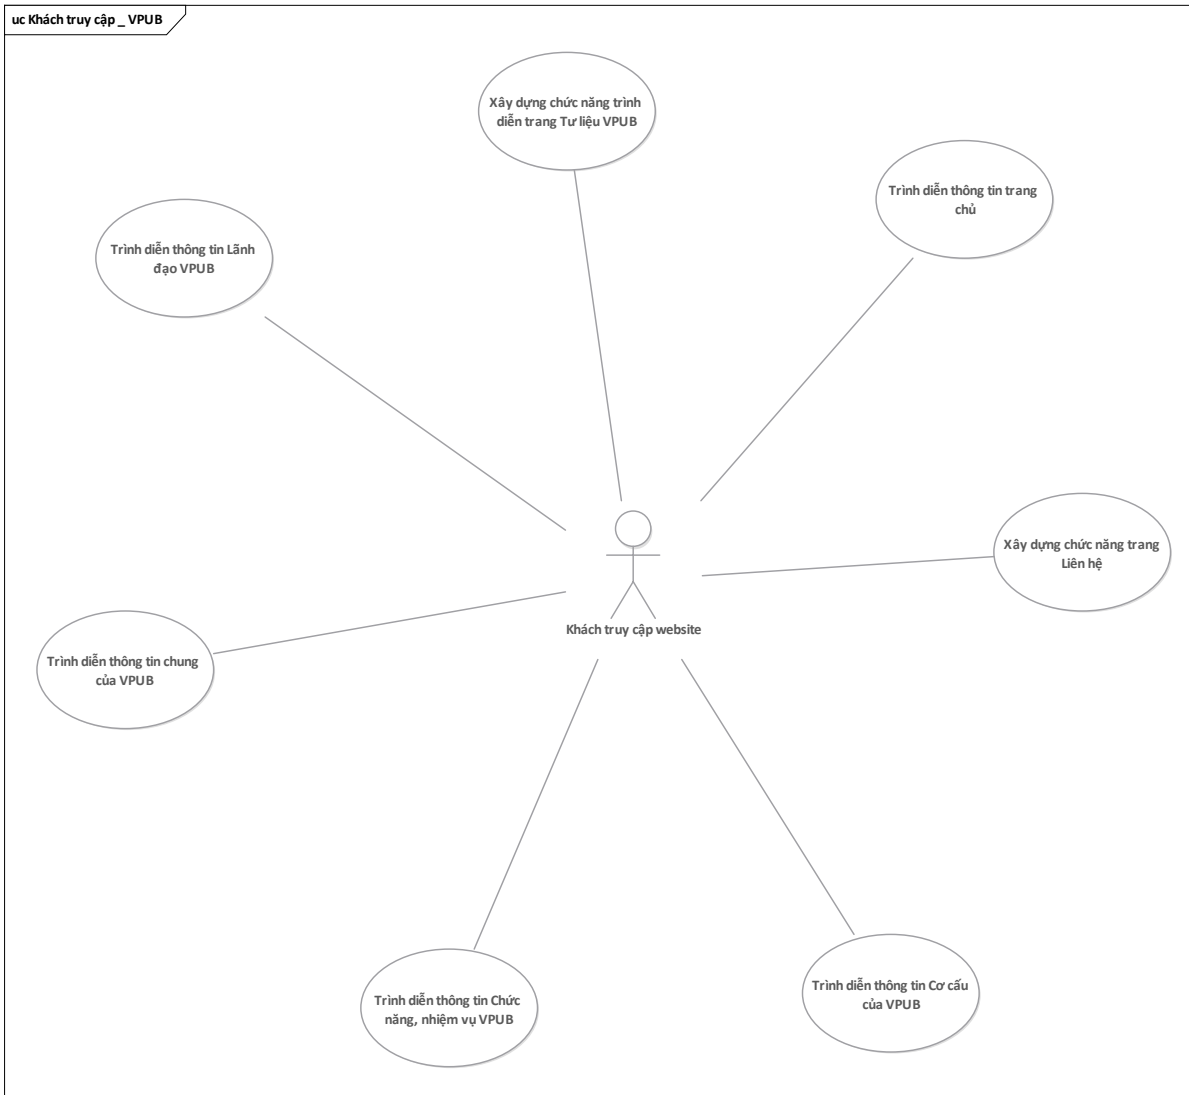 uc Khách truy cập _ VPUB
Xây dựng chức năng trình
diễn trang Tư liệu VPUB
Trình diễn thông tin trang
chủ
Trình diễn thông tin Lãnh
đạo VPUB
Xây dựng chức năng trang
Liên hệ
Khách truy cập website
Trình diễn thông tin chung
của VPUB
Trình diễn thông tin Cơ cấu
của VPUB
Trình diễn thông tin Chức
năng, nhiệm vụ VPUB